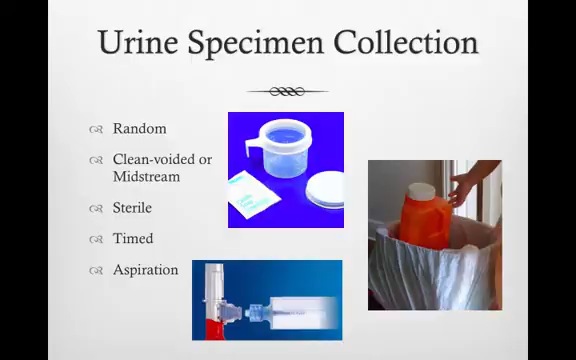 Urine Specimen Collection
Random
Clean-voided or
Midstream
Sterile
Timed
Aspiration